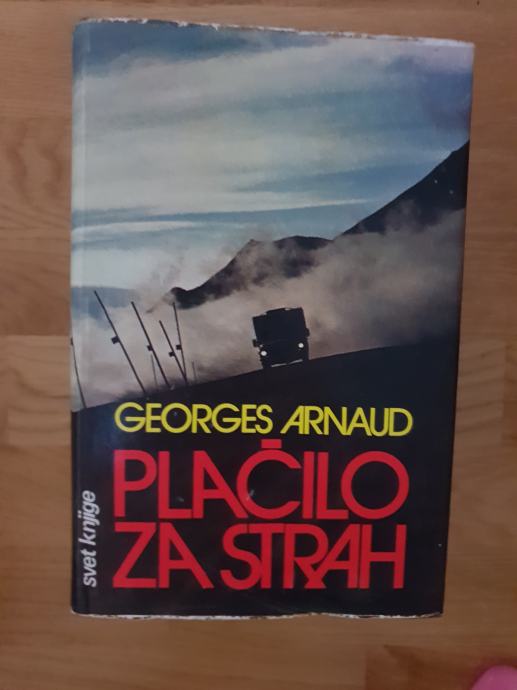 GEORGES ARNAUD
PLAČILO
ZA STRAH
svet knjige